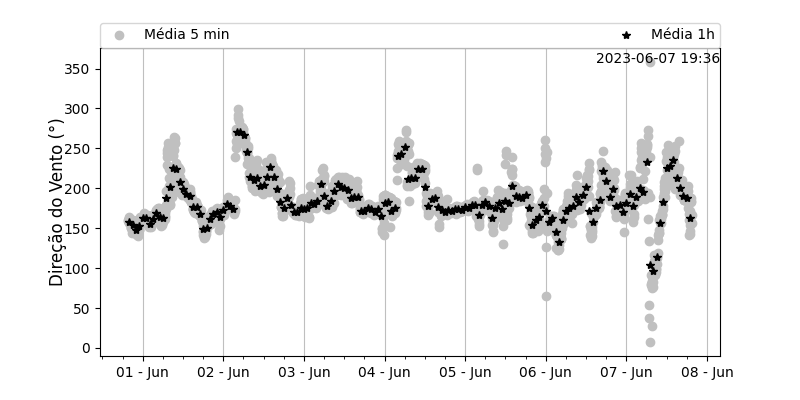 Média 5 min
Média 1h
2023-06-07 19:36
Direção do Vento (°)
350
300
250
200
150
100
50
0
01 - Jun
02 - Jun
03 - Jun
04 - Jun
05 - Jun
06 - Jun
07 - Jun
08 - Jun